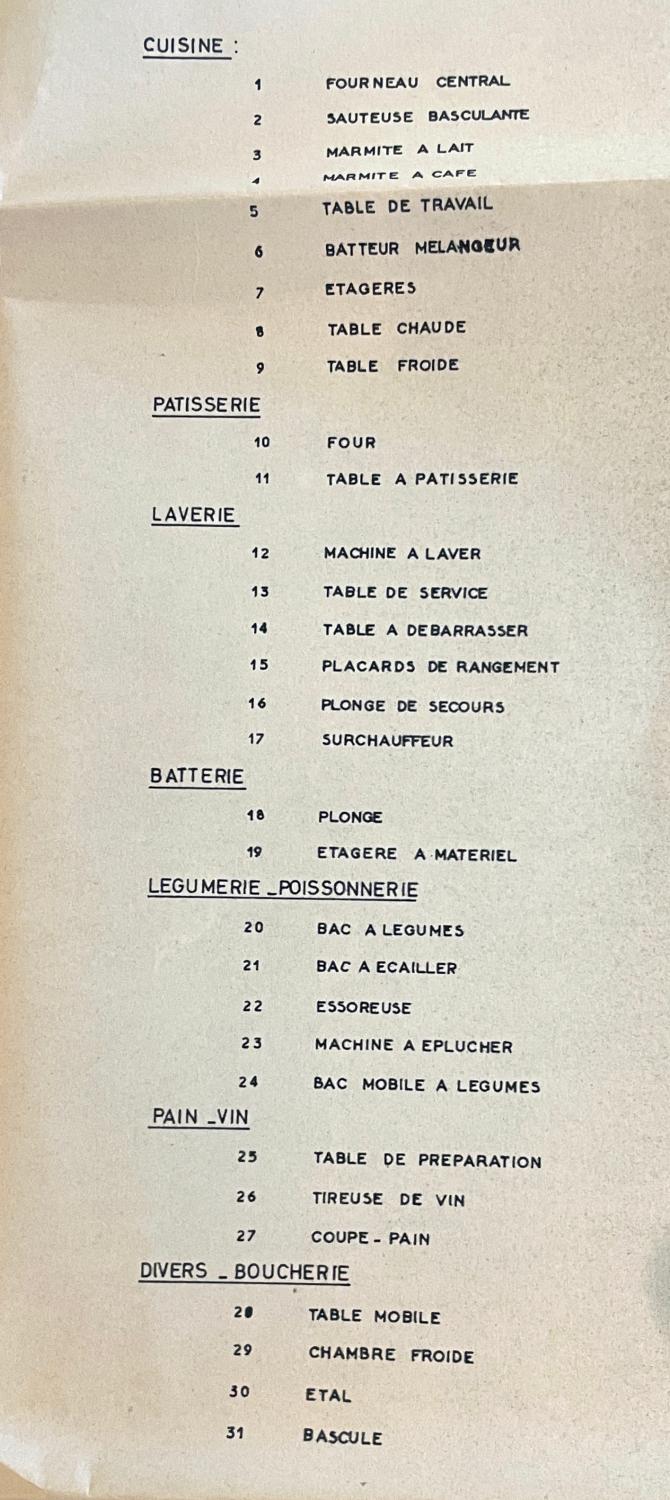 CUISINE :
1 FOURNEAU CENTRAL
2 SAUTEUSE BASCULANTE
3 MARMITE A LAIT
4 MARMITE A CAFE
5 TABLE DE TRAVAIL
6 BATTEUR MELANGEUR
7 ETAGERES
8 TABLE CHAUDE
9 TABLE FROIDE
PATISSERIE
10 FOUR
11 TABLE A PATISSERIE
LAVERIE
12 MACHINE A LAVER
13 TABLE DE SERVICE
14 TABLE A DEBARRASSER
15 PLACARDS DE RANGEMENT
16 PLONGE DE SECOURS
17 SURCHAUFFEUR
BATTERIE
18 PLONGE
19 ETAGERE A MATERIEL
LEGUMERIE _ POISSONNERIE
20 BAC A LEGUMES
21 BAC A ECAILLER
22 ESSOREUSE
23 MACHINE A EPLUCHER
24 BAC MOBILE A LEGUMES
PAIN _ VIN
25 TABLE DE PREPARATION
26 TIREUSE DE VIN
27 COUPE - PAIN
DIVERS _ BOUCHERIE
28 TABLE MOBILE
29 CHAMBRE FROIDE
30 ETAL
31 BASCULE